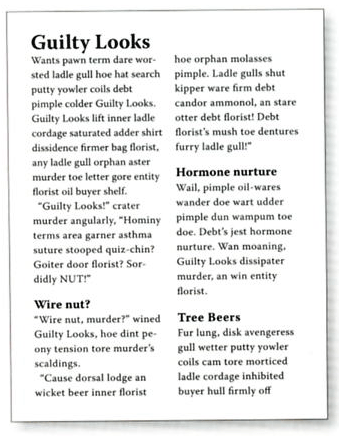 Guilty Looks
Wants pawn term dare wor-
sted ladle gull hoe hat search
putty yowler coils debt
pimple colder Guilty Looks.
Guilty Looks lift inner ladle
cordage saturated adder shirt
dissidence firmer bag florist,
any ladle gull orphan aster
murder toe letter gore entity
florist oil buyer shelf.
"Guilty Looks!" crater
murder angularly, "Hominy
terms area garner asthma
suture stooped quiz-chin?
Goiter door florist? Sor-
didly NUT!"
Wire nut?
"Wire nut, murder?" wined
Guilty Looks, hoe dint pe-
ony tension tore murder's
scaldings.
"Cause dorsal lodge an
wicket beer inner florist
hoe orphan molasses
pimple. Ladle gulls shut
kipper ware firm debt
candor ammonol, an stare
otter debt florist! Debt
florist's mush toe dentures
furry ladle gull!"
Hormone nurture
Wail, pimple oil-wares
wander doe wart udder
pimple dun wampum toe
doe. Debt's jest hormone
nurture. Wan moaning,
Guilty Looks dissipater
murder, an win entity
florist.
Tree Beers
Fur lung, disk avengeress
gull wetter putty yowler
coils cam tore morticed
ladle cordage inhibited
buyer hull firmly off